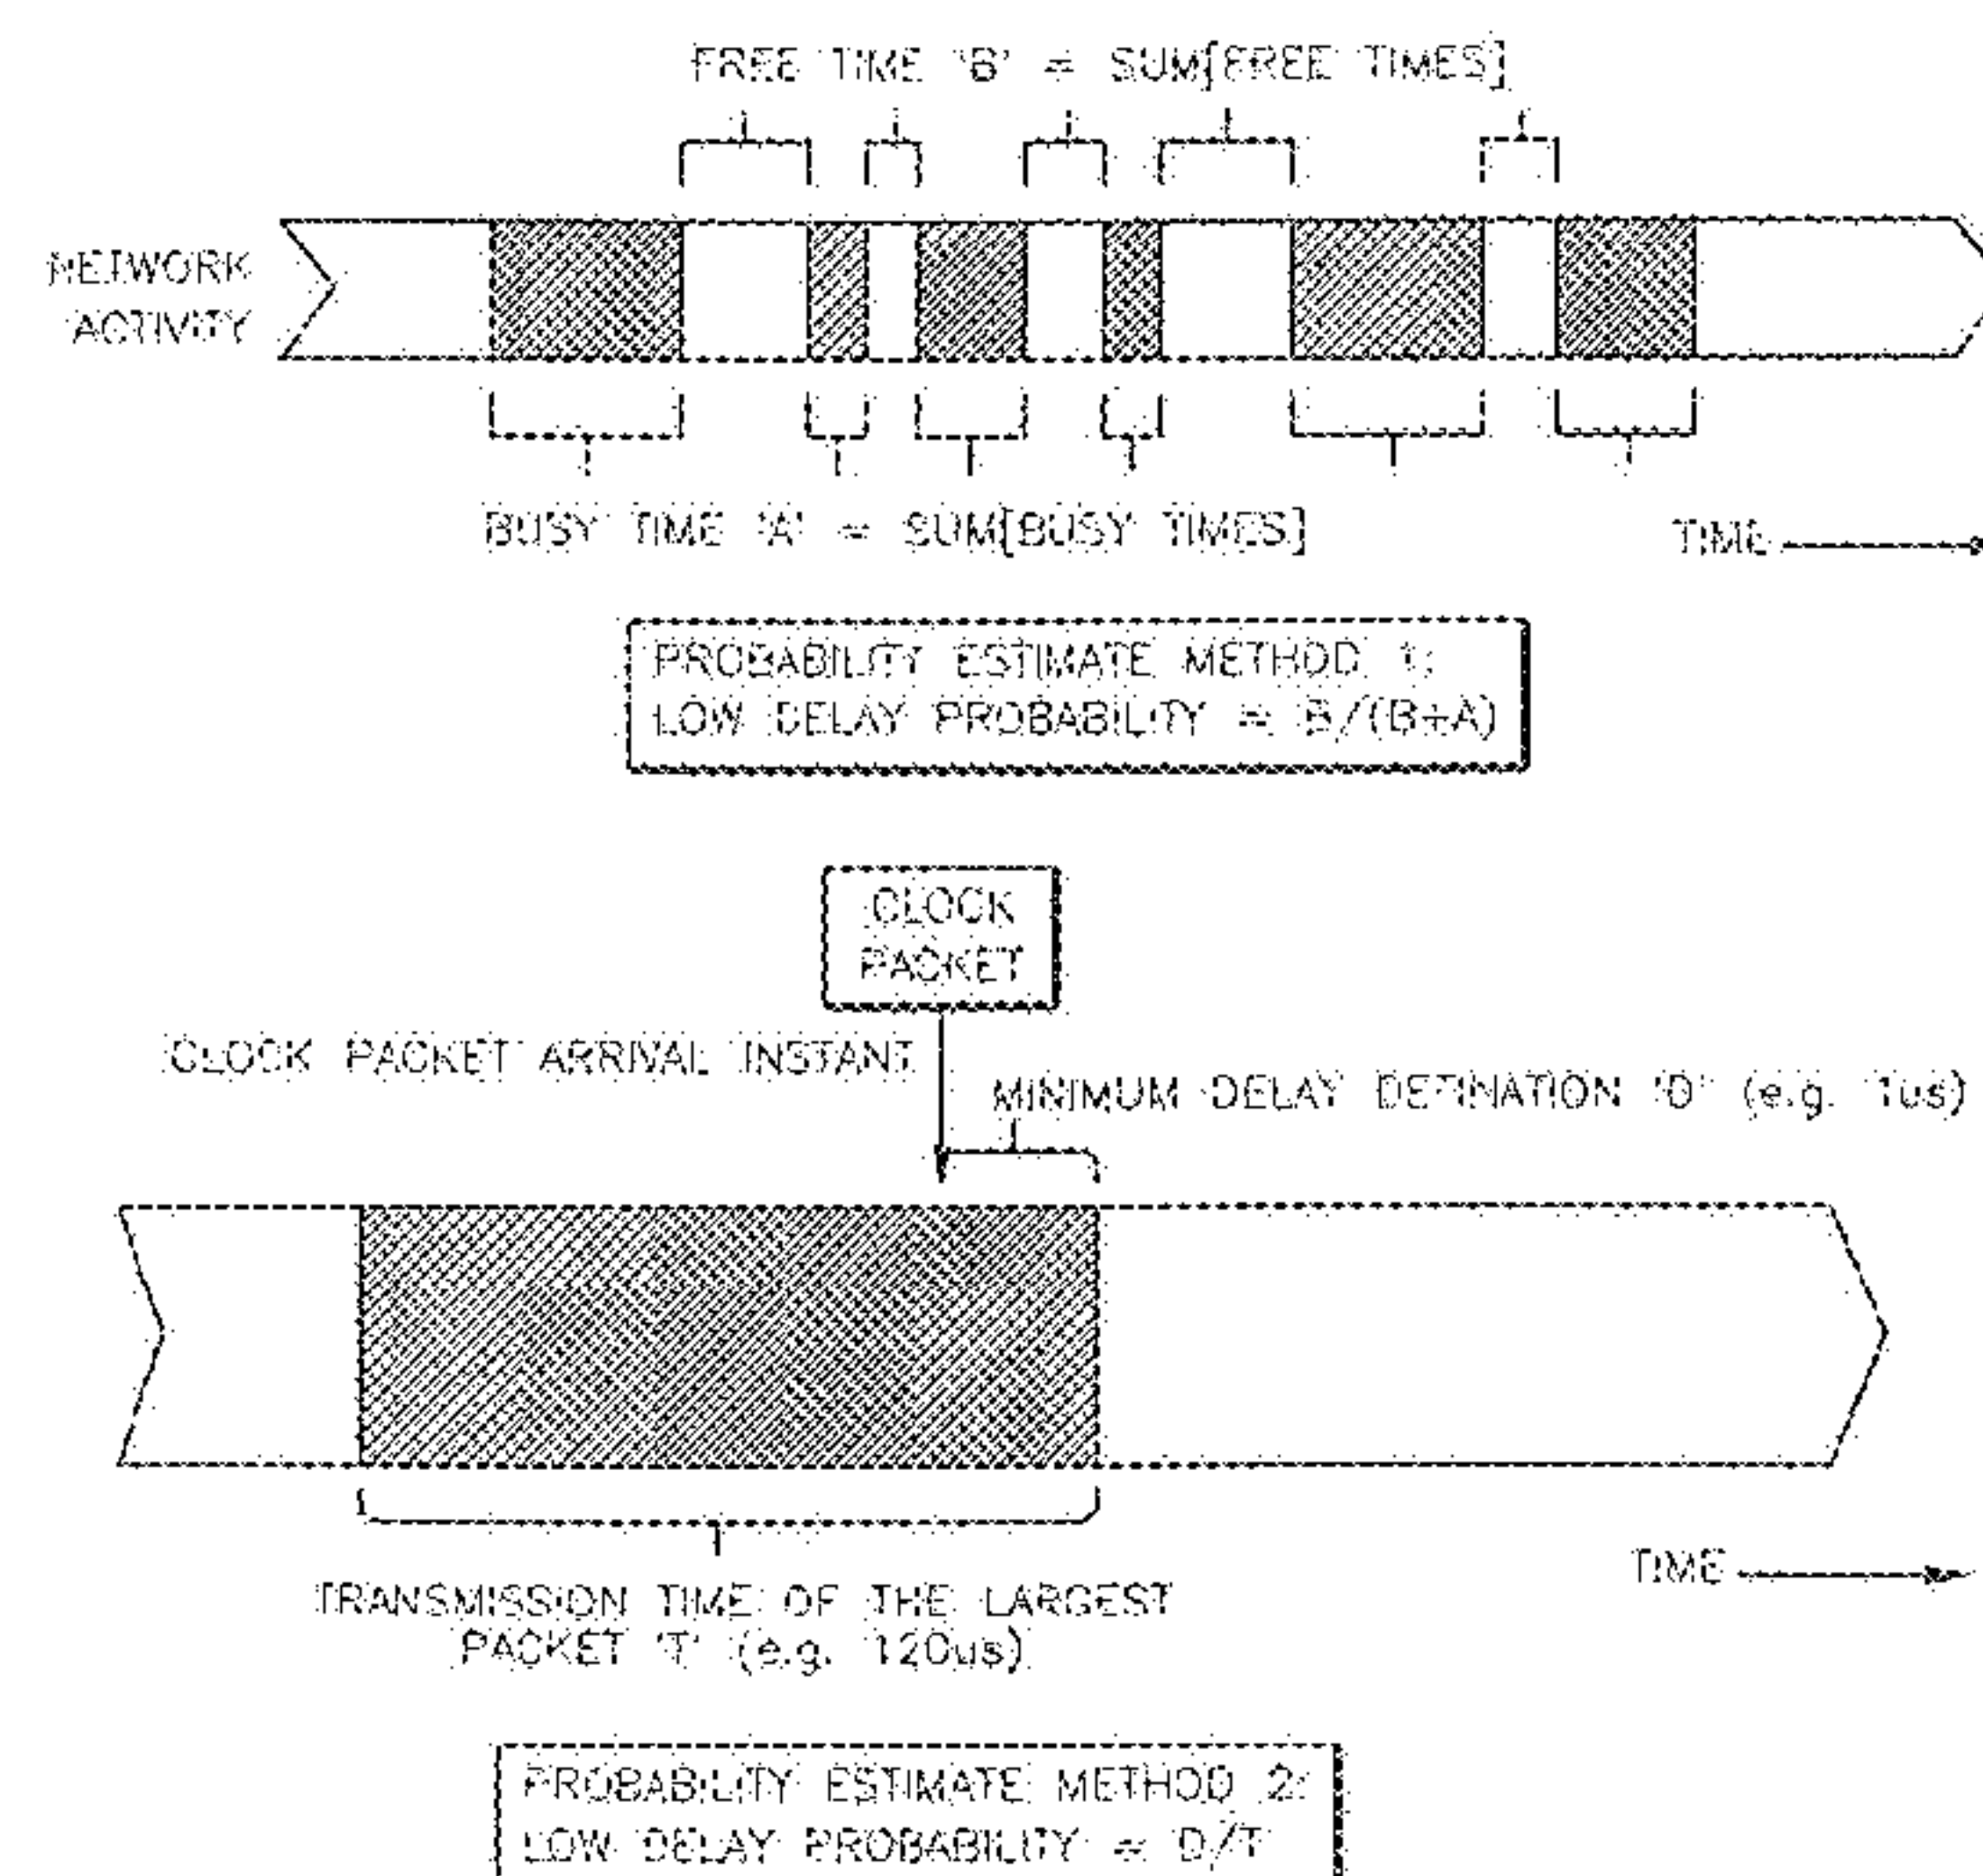 FREE TIME 'B' = SUM[FREE TIMES]
NETWORK
ACTIVITY
BUSY TIME 'A' = SUM[BUSY TIMES]
TIME
PROBABILITY ESTIMATE METHOD 1:
LOW DELAY PROBABILITY = B/(B+A)
CLOCK
PACKET
CLOCK PACKET ARRIVAL INSTANT
MINIMUM DELAY DEFINATION 'D' (e.g. 1us)
TRANSMISSION TIME OF THE LARGEST
PACKET 'T' (e.g. 120us)
TIME
PROBABILITY ESTIMATE METHOD 2:
LOW DELAY PROBABILITY = D/T